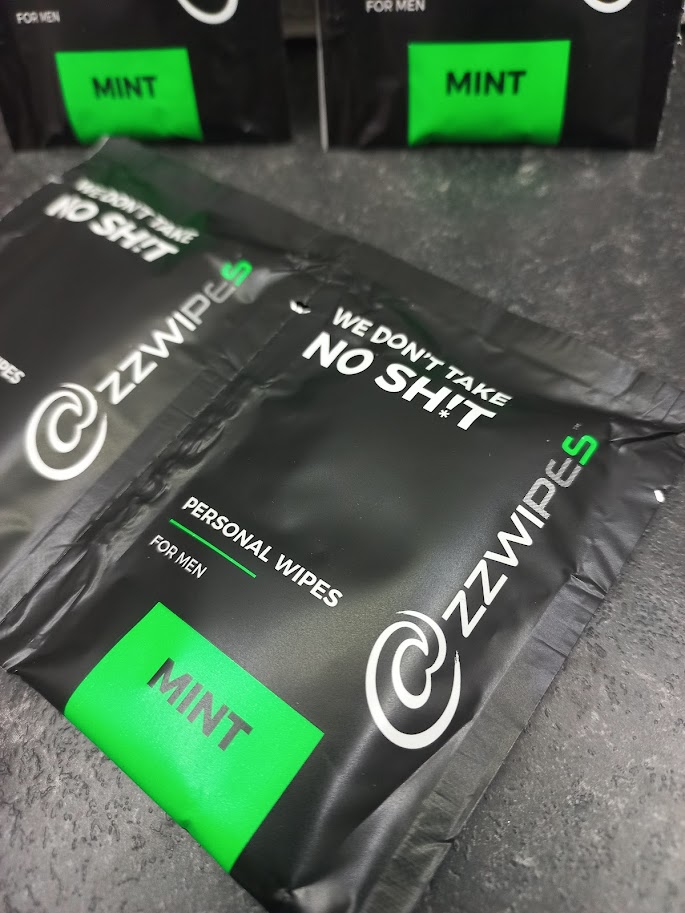 FOR MEN
MINT
FOR MEN
MINT
WE DON'T TAKE
NO SH!T
ZZWIPES
WE DON'T TAKE
NO SH!T
*
ZZWIPES
PERSONAL WIPES
FOR MEN
MINT